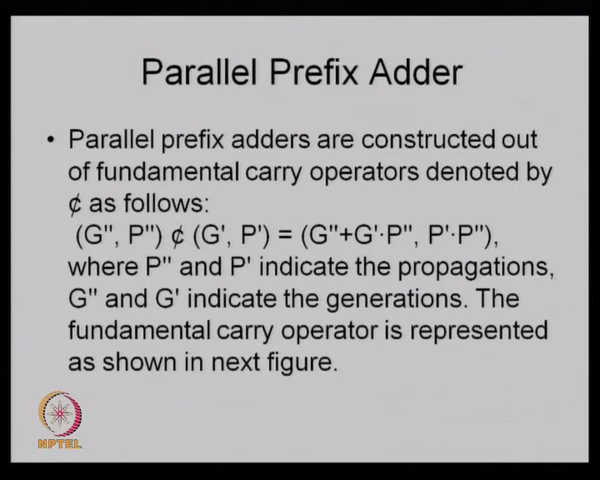 Parallel Prefix Adder
• Parallel prefix adders are constructed out
of fundamental carry operators denoted by
¢ as follows:
(G", P") ¢ (G', P') = (G"+G'·P", P'·P"),
where P" and P' indicate the propagations,
G" and G' indicate the generations. The
fundamental carry operator is represented
as shown in next figure.
NPTEL